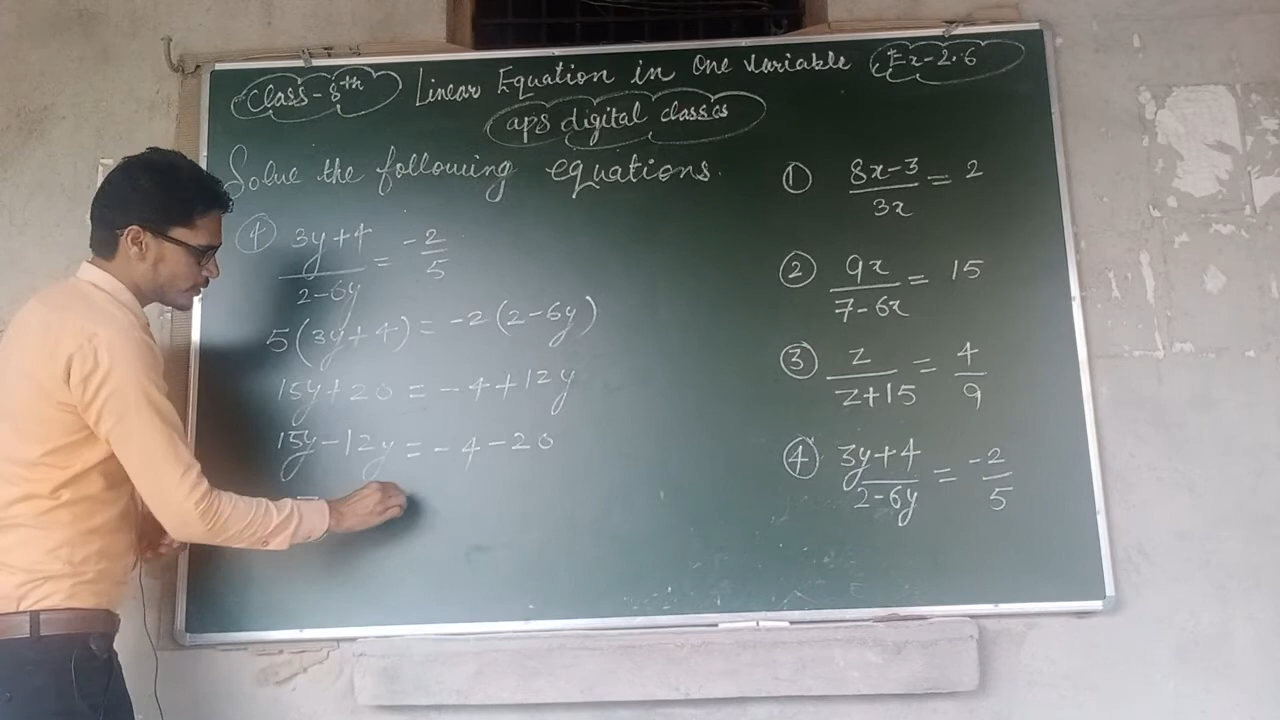 Class-8th Linear Equation in One variable Ex-2.6
aps digital classes
Solve the following equations.
④ (3y+4)/(2-6y) = -2/5
5(3y+4) = -2(2-6y)
15y+20 = -4+12y
15y-12y = -4-20
① (8x-3)/(3x) = 2
② (9x)/(7-6x) = 15
③ z/(z+15) = 4/9
④ (3y+4)/(2-6y) = -2/5